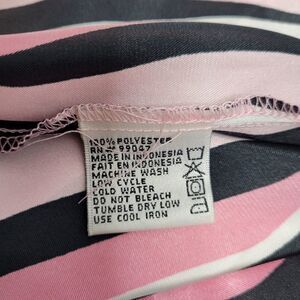 100% POLYESTER
RN# 99047
MADE IN INDONESIA
FAIT EN INDONESIA
MACHINE WASH
LOW CYCLE
COLD WATER
DO NOT BLEACH
TUMBLE DRY LOW
USE COOL IRON